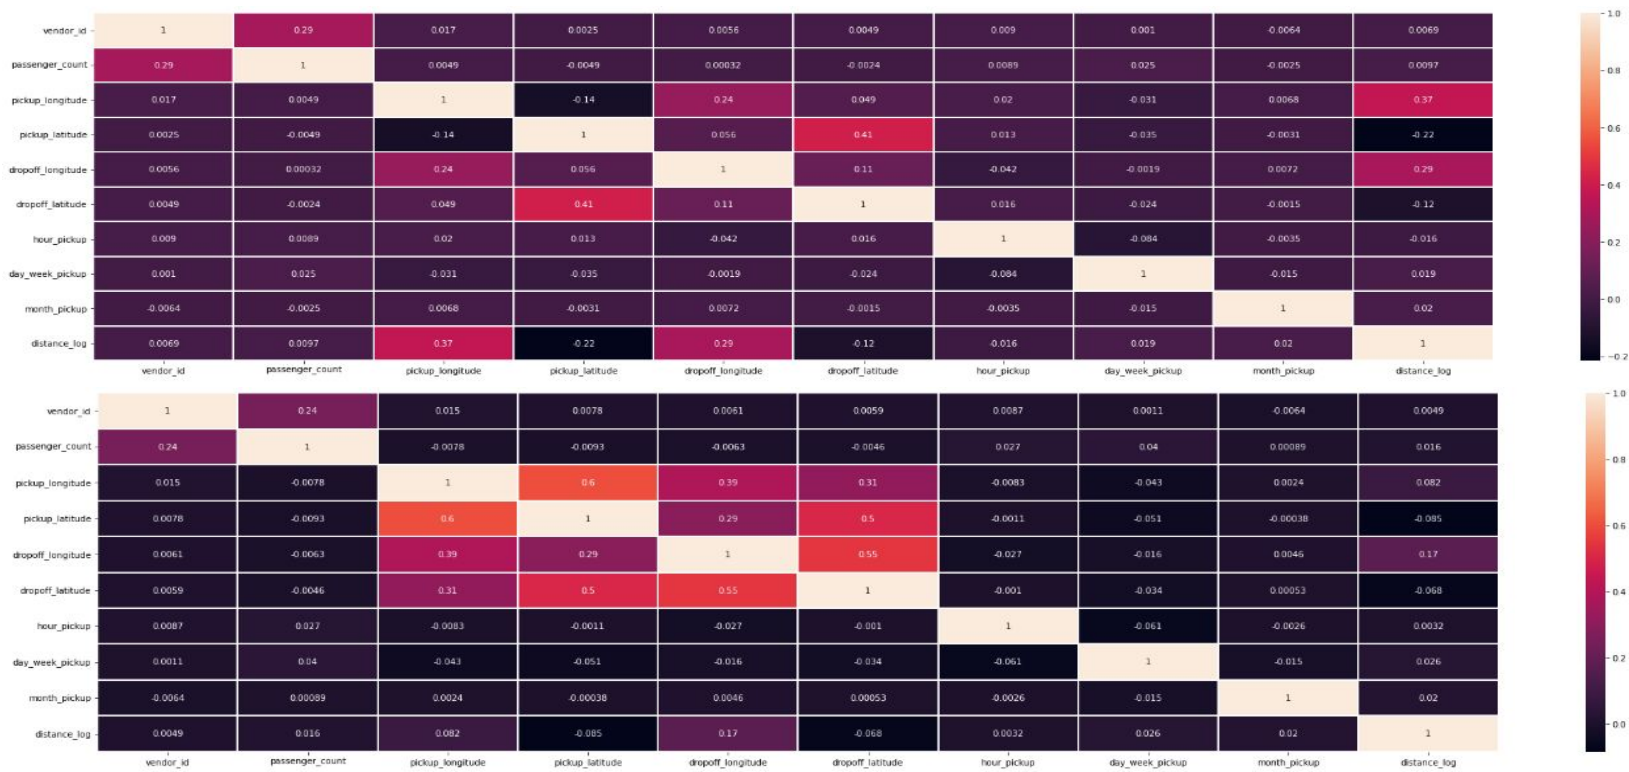 vendor_id 1 0.29 0.017 0.0025 0.0056 0.0049 0.009 0.001 -0.0064 0.0069
passenger_count 0.29 1 0.0049 -0.0049 0.00032 -0.0024 0.0089 0.025 -0.0025 0.0097
pickup_longitude 0.017 0.0049 1 -0.14 0.24 0.049 0.02 -0.031 0.0068 0.37
pickup_latitude 0.0025 -0.0049 -0.14 1 0.056 0.41 0.013 -0.035 -0.0031 -0.22
dropoff_longitude 0.0056 0.00032 0.24 0.056 1 0.11 -0.042 -0.0019 0.0072 0.29
dropoff_latitude 0.0049 -0.0024 0.049 0.41 0.11 1 0.016 -0.024 -0.0015 -0.12
hour_pickup 0.009 0.0089 0.02 0.013 -0.042 0.016 1 -0.084 -0.0035 -0.016
day_week_pickup 0.001 0.025 -0.031 -0.035 -0.0019 -0.024 -0.084 1 -0.015 0.019
month_pickup -0.0064 -0.0025 0.0068 -0.0031 0.0072 -0.0015 -0.0035 -0.015 1 0.02
distance_log 0.0069 0.0097 0.37 -0.22 0.29 -0.12 -0.016 0.019 0.02 1
vendor_id passenger_count pickup_longitude pickup_latitude dropoff_longitude dropoff_latitude hour_pickup day_week_pickup month_pickup distance_log
1.0
0.8
0.6
0.4
0.2
0.0
-0.2
vendor_id 1 0.24 0.015 0.0078 0.0061 0.0059 0.0087 0.0011 -0.0064 0.0049
passenger_count 0.24 1 -0.0078 -0.0093 -0.0063 -0.0046 0.027 0.04 0.00089 0.016
pickup_longitude 0.015 -0.0078 1 0.6 0.39 0.31 -0.0083 -0.043 0.0024 0.082
pickup_latitude 0.0078 -0.0093 0.6 1 0.29 0.5 -0.0011 -0.051 -0.00038 -0.085
dropoff_longitude 0.0061 -0.0063 0.39 0.29 1 0.55 -0.027 -0.016 0.0046 0.17
dropoff_latitude 0.0059 -0.0046 0.31 0.5 0.55 1 -0.001 -0.034 0.00053 -0.068
hour_pickup 0.0087 0.027 -0.0083 -0.0011 -0.027 -0.001 1 -0.061 -0.0026 0.0032
day_week_pickup 0.0011 0.04 -0.043 -0.051 -0.016 -0.034 -0.061 1 -0.015 0.026
month_pickup -0.0064 0.00089 0.0024 -0.00038 0.0046 0.00053 -0.0026 -0.015 1 0.02
distance_log 0.0049 0.016 0.082 -0.085 0.17 -0.068 0.0032 0.026 0.02 1
vendor_id passenger_count pickup_longitude pickup_latitude dropoff_longitude dropoff_latitude hour_pickup day_week_pickup month_pickup distance_log
1.0
0.8
0.6
0.4
0.2
0.0